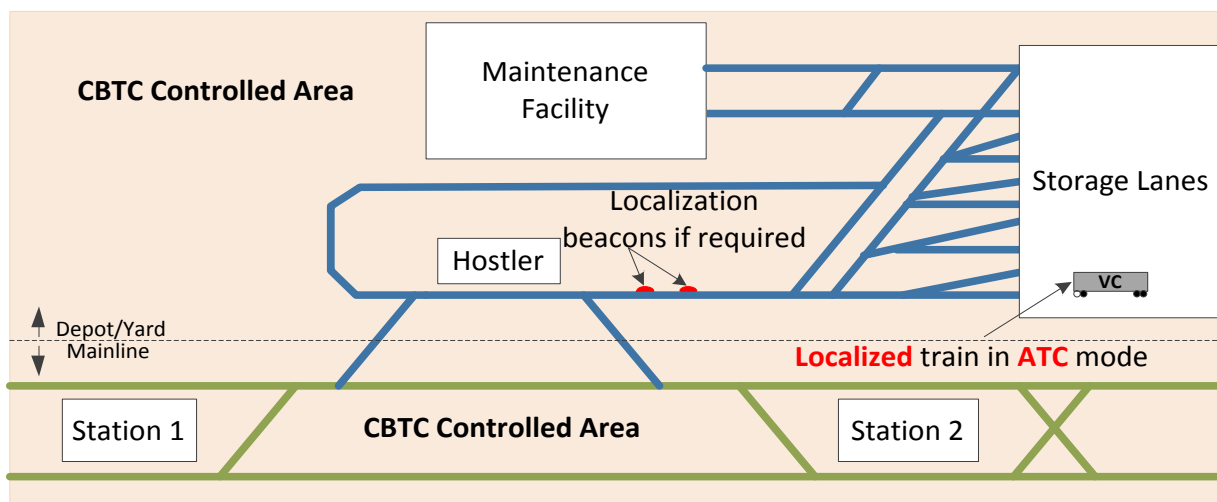 Maintenance
Facility
CBTC Controlled Area
Storage Lanes
Localization
beacons if required
Hostler
VC
Depot/Yard
Mainline
Localized train in ATC mode
Station 1
CBTC Controlled Area
Station 2